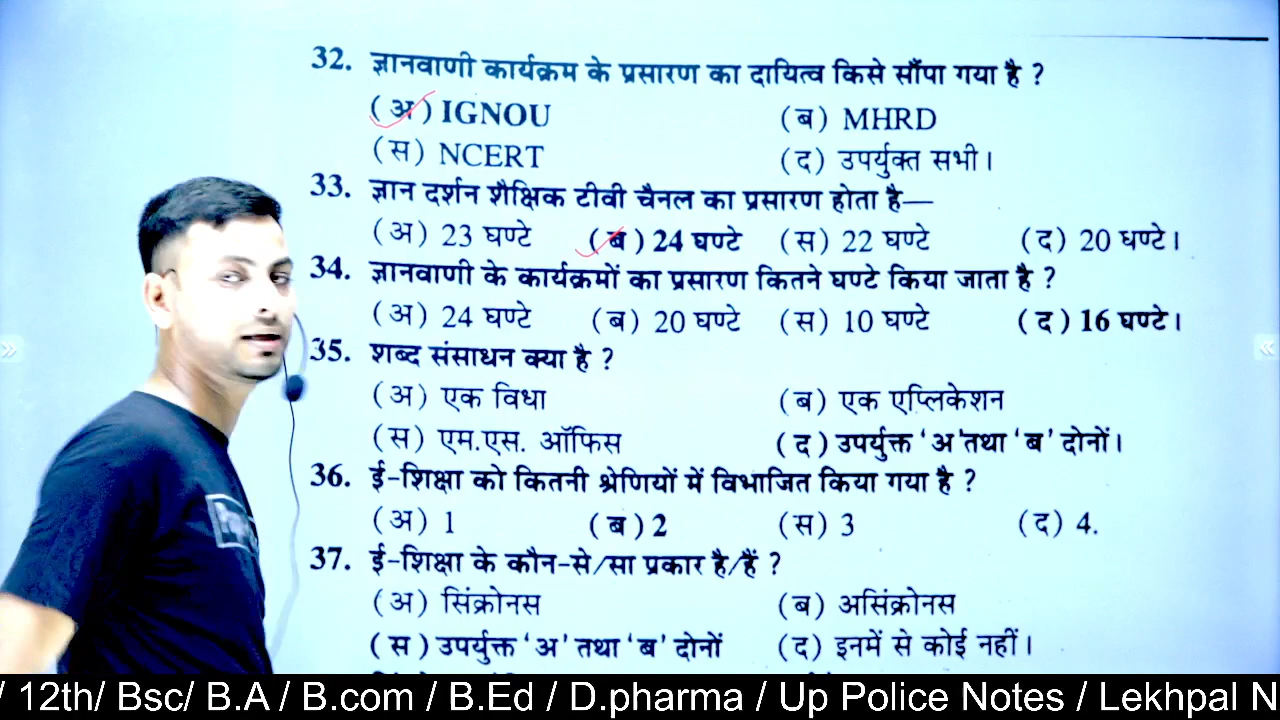 32. ज्ञानवाणी कार्यक्रम के प्रसारण का दायित्व किसे सौंपा गया है ?
(अ) IGNOU (ब) MHRD
(स) NCERT (द) उपर्युक्त सभी।
33. ज्ञान दर्शन शैक्षिक टीवी चैनल का प्रसारण होता है—
(अ) 23 घण्टे (ब) 24 घण्टे (स) 22 घण्टे (द) 20 धण्टे।
34. ज्ञानवाणी के कार्यक्रमों का प्रसारण कितने घण्टे किया जाता है ?
(अ) 24 घण्टे (ब) 20 घण्टे (स) 10 घण्टे (द) 16 घण्टे।
35. शब्द संसाधन क्या है ?
(अ) एक विधा (ब) एक एप्लिकेशन
(स) एम.एस. ऑफिस (द) उपर्युक्त ‘अ’ तथा ‘ब’ दोनों।
36. ई-शिक्षा को कितनी श्रेणियों में विभाजित किया गया है ?
(अ) 1 (ब) 2 (स) 3 (द) 4.
37. ई-शिक्षा के कौन-से/सा प्रकार है/हैं ?
(अ) सिंक्रोनस (ब) असिंक्रोनस
(स) उपर्युक्त ‘अ’ तथा ‘ब’ दोनों (द) इनमें से कोई नहीं।
/ 12th/ Bsc/ B.A / B.com / B.Ed / D.pharma / Up Police Notes / Lekhpal N